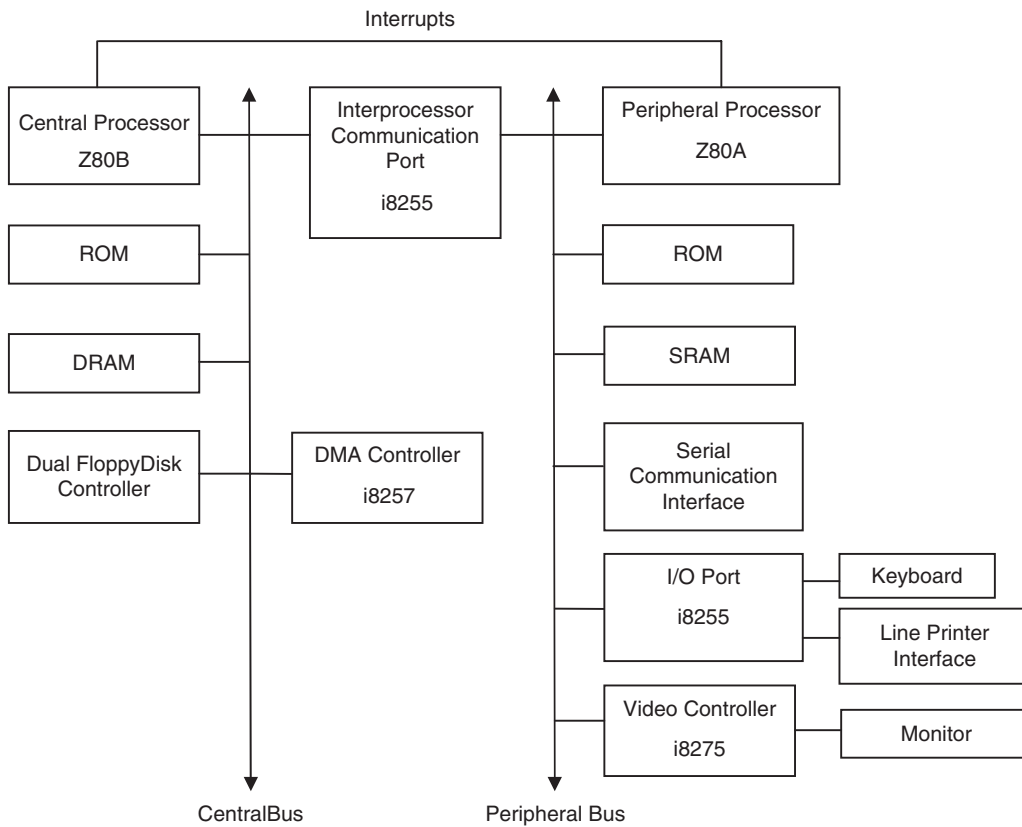 Interrupts
Central Processor
Z80B
Interprocessor
Communication
Port
i8255
Peripheral Processor
Z80A
ROM
ROM
DRAM
SRAM
Dual FloppyDisk
Controller
DMA Controller
i8257
Serial
Communication
Interface
I/O Port
i8255
Keyboard
Line Printer
Interface
Video Controller
i8275
Monitor
CentralBus
Peripheral Bus